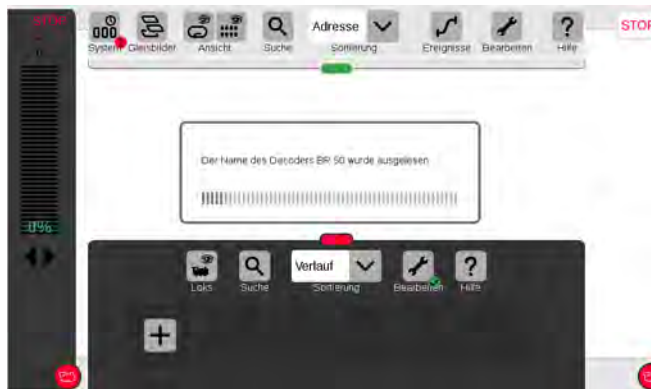 STOP
Adresse
STOP
System Gleisbilder Ansicht Suche Sortierung Ereignisse Bearbeiten Hilfe
Der Name des Decoders BR 50 wurde ausgelesen
0%
Verlauf
Loks Suche Sortierung Bearbeiten Hilfe